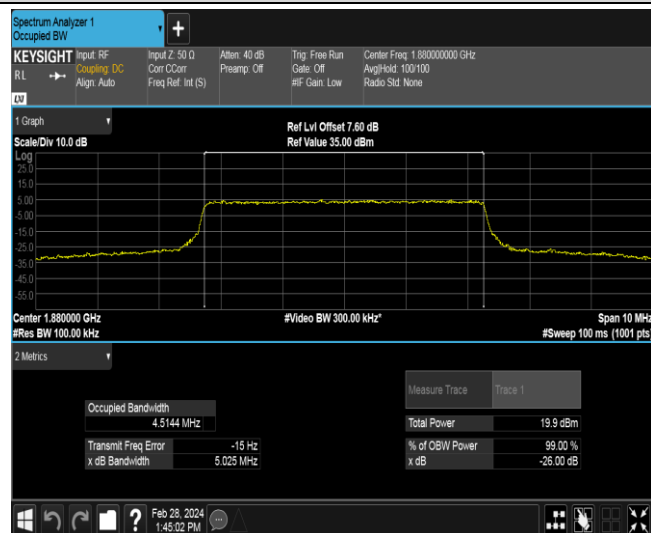 Spectrum Analyzer 1
Occupied BW
+
KEYSIGHT
RL
LXI
Input: RF
Coupling: DC
Align: Auto
Input Z: 50 Ω
Corr CCorr
Freq Ref: Int (S)
Atten: 40 dB
Preamp: Off
Trig: Free Run
Gate: Off
#IF Gain: Low
Center Freq: 1.880000000 GHz
Avg|Hold: 100/100
Radio Std: None
1 Graph
Scale/Div 10.0 dB
Ref Lvl Offset 7.60 dB
Ref Value 35.00 dBm
Log
25.0
15.0
5.00
-5.00
-15.0
-25.0
-35.0
-45.0
-55.0
Center 1.880000 GHz
#Res BW 100.00 kHz
#Video BW 300.00 kHz*
Span 10 MHz
#Sweep 100 ms (1001 pts)
2 Metrics
Measure Trace
Trace 1
Occupied Bandwidth
4.5144 MHz
Total Power 19.9 dBm
Transmit Freq Error -15 Hz
x dB Bandwidth 5.025 MHz
% of OBW Power 99.00 %
x dB -26.00 dB
?
Feb 28, 2024
1:45:02 PM